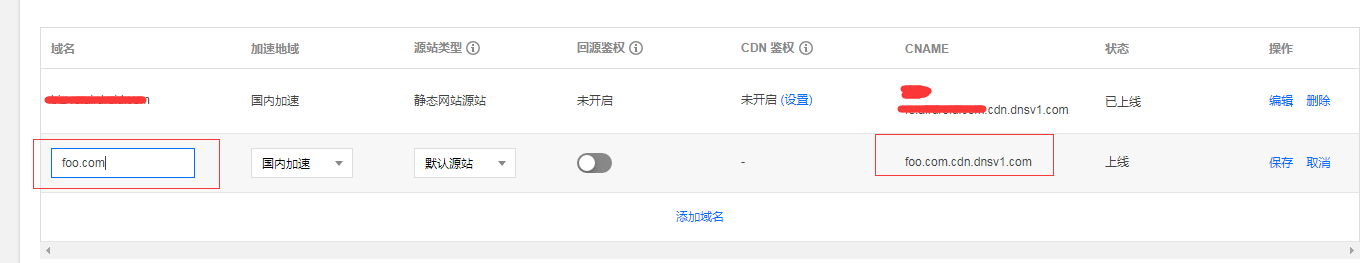 域名 加速地域 源站类型 回源鉴权 CDN 鉴权 CNAME 状态 操作
国内加速 静态网站源站 未开启 未开启 (设置) .cdn.dnsv1.com 已上线 编辑 删除
foo.com 国内加速 默认源站 - foo.com.cdn.dnsv1.com 上线 保存 取消
添加域名